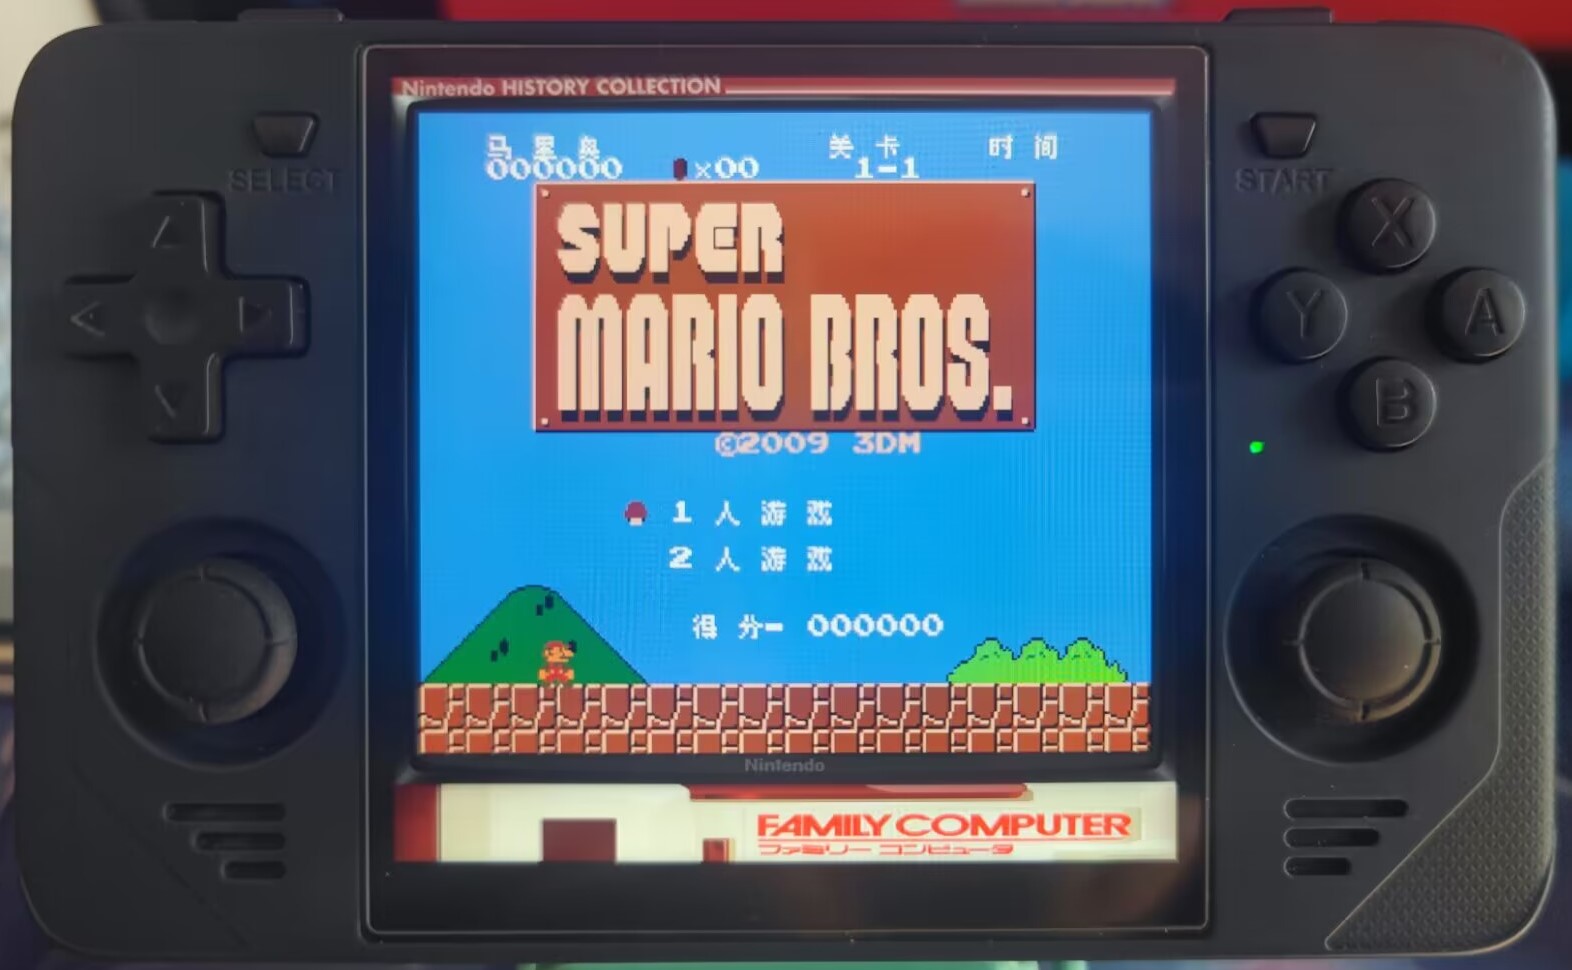 Nintendo HISTORY COLLECTION
马里奥 关卡 时间
000000 ×00 1-1
SELECT
START
SUPER
MARIO BROS.
©2009 3DM
X
Y A
B
1人游戏
2人游戏
得分- 000000
Nintendo
FAMILY COMPUTER
ファミリー コンピュータ